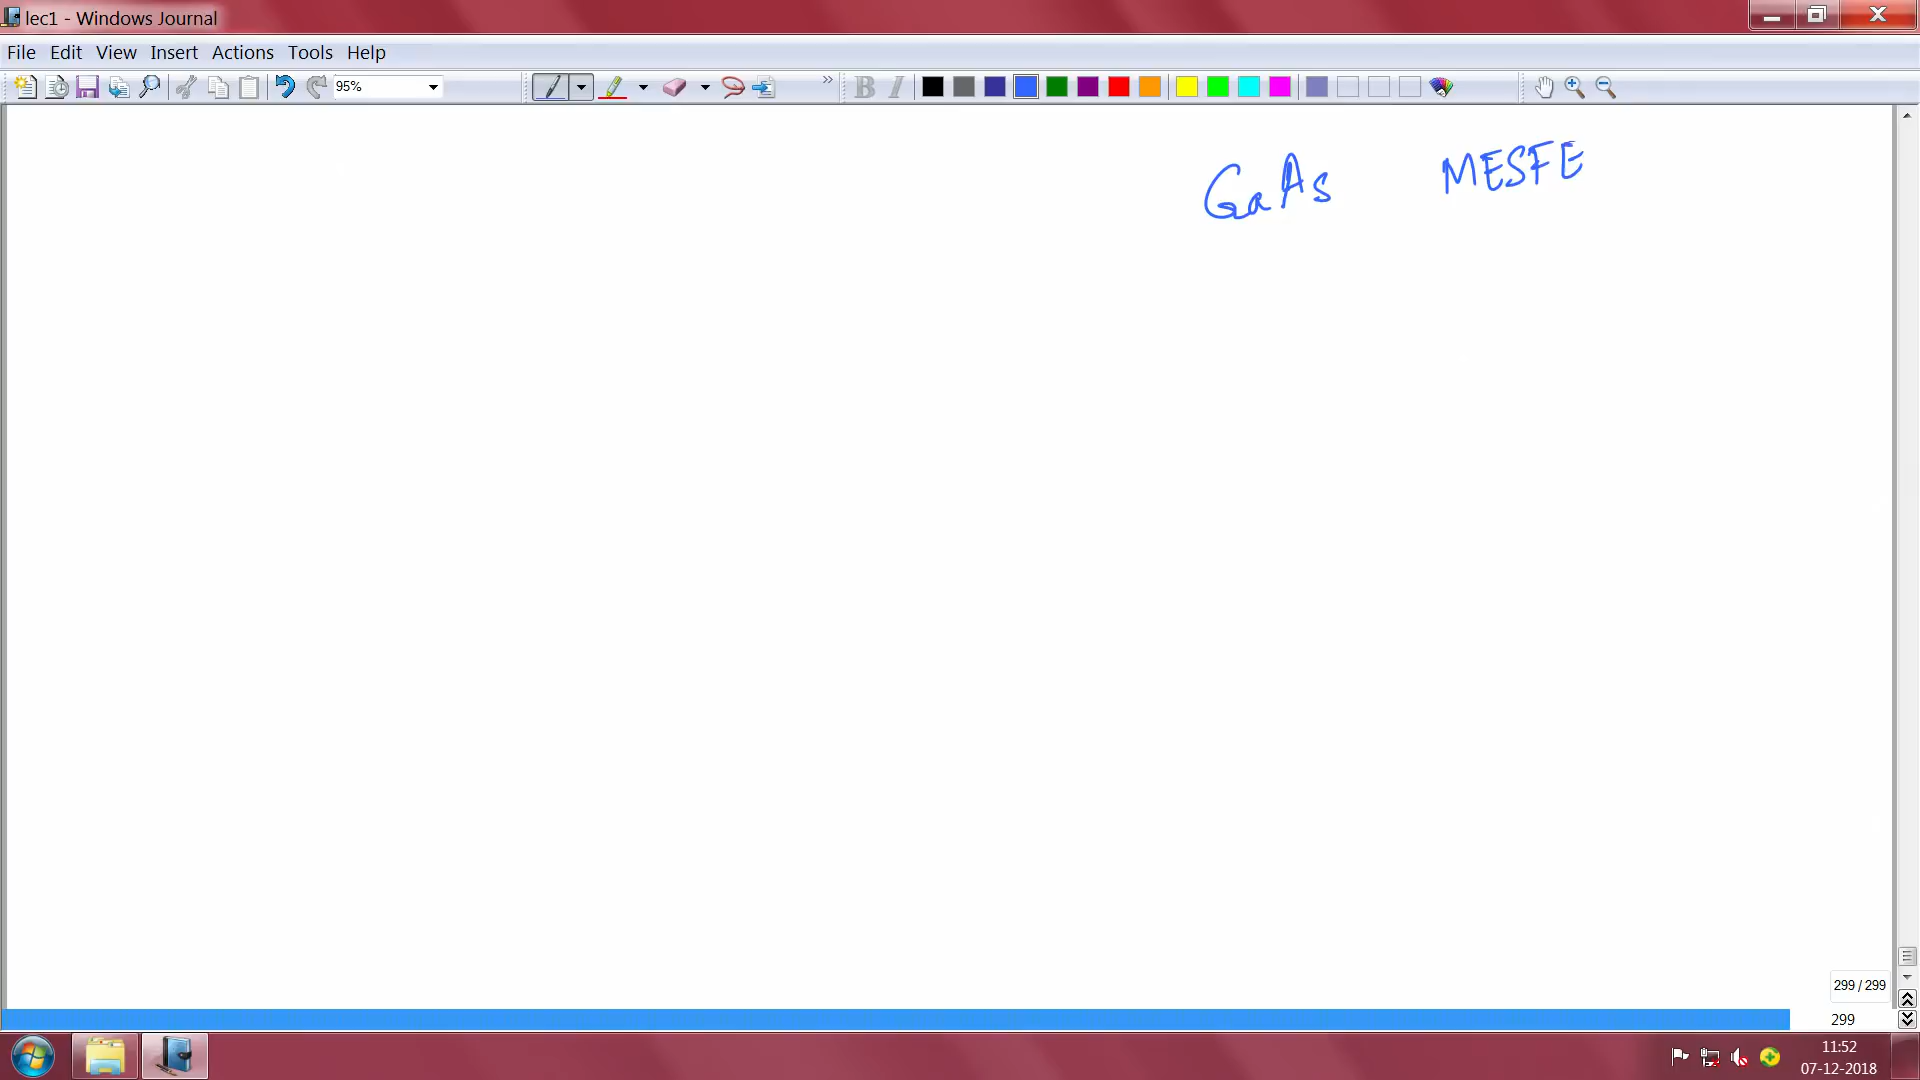 lec1 - Windows Journal
File Edit View Insert Actions Tools Help
95%
GaAs MESFE
299 / 299
299
11:52
07-12-2018